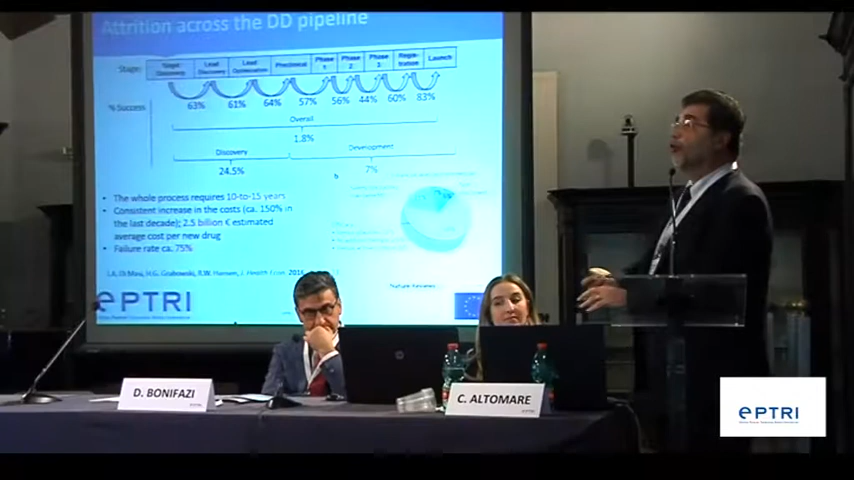 Attrition across the DD pipeline
Stage: Target Discovery Lead Discovery Lead Optimisation Preclinical Phase 1 Phase 2 Phase 3 Regis-tration Launch
% Success 63% 61% 64% 57% 56% 44% 60% 83%
Overall
1.8%
Discovery Development
24.5% 7%
b
• The whole process requires 10-to-15 years
• Consistent increase in the costs (ca. 150% in
the last decade); 2.5 billion € estimated
average cost per new drug
• Failure rate ca. 75%
Nature Reviews
ePTRI
D. BONIFAZI
C. ALTOMARE
ePTRI